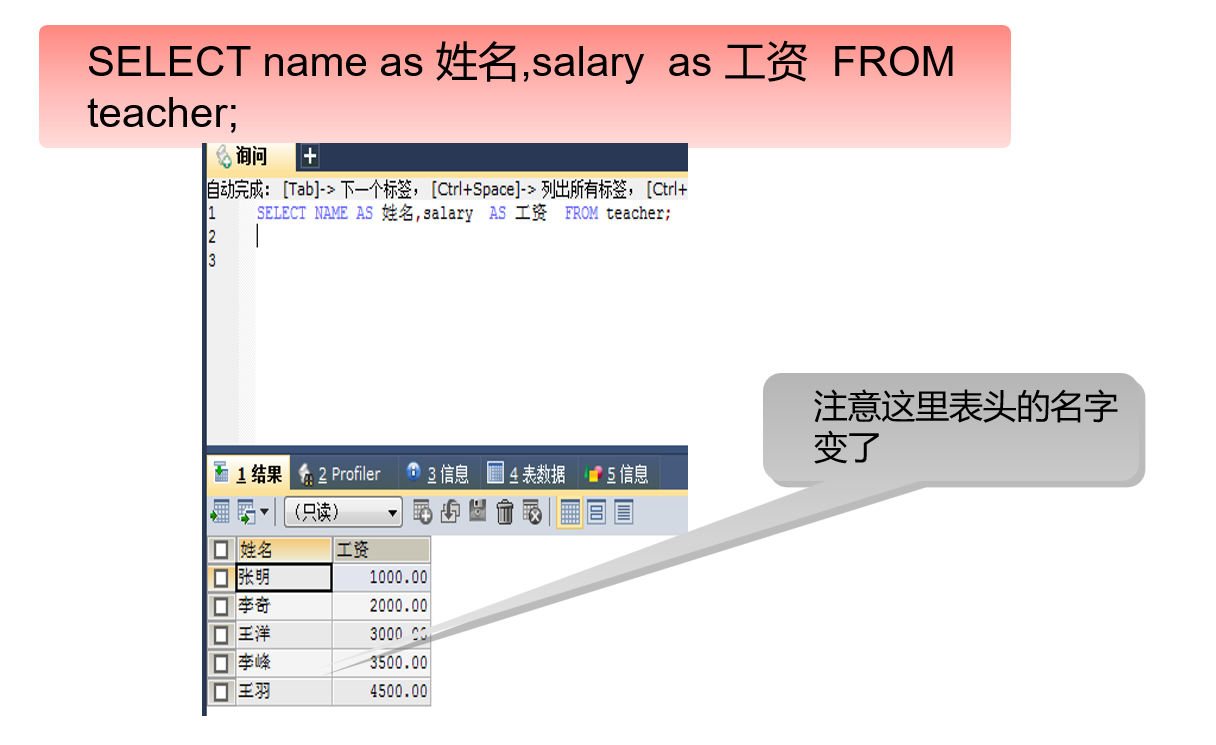 SELECT name as 姓名,salary  as 工资  FROM
teacher;
询问
自动完成: [Tab]-> 下一个标签， [Ctrl+Space]-> 列出所有标签， [Ctrl+
1 SELECT NAME AS 姓名,salary  AS 工资  FROM teacher;
2
3
注意这里表头的名字
变了
1 结果 2 Profiler 3 信息 4 表数据 5 信息
（只读）
姓名 工资
张明 1000.00
李奇 2000.00
王洋 3000.00
李峰 3500.00
王羽 4500.00